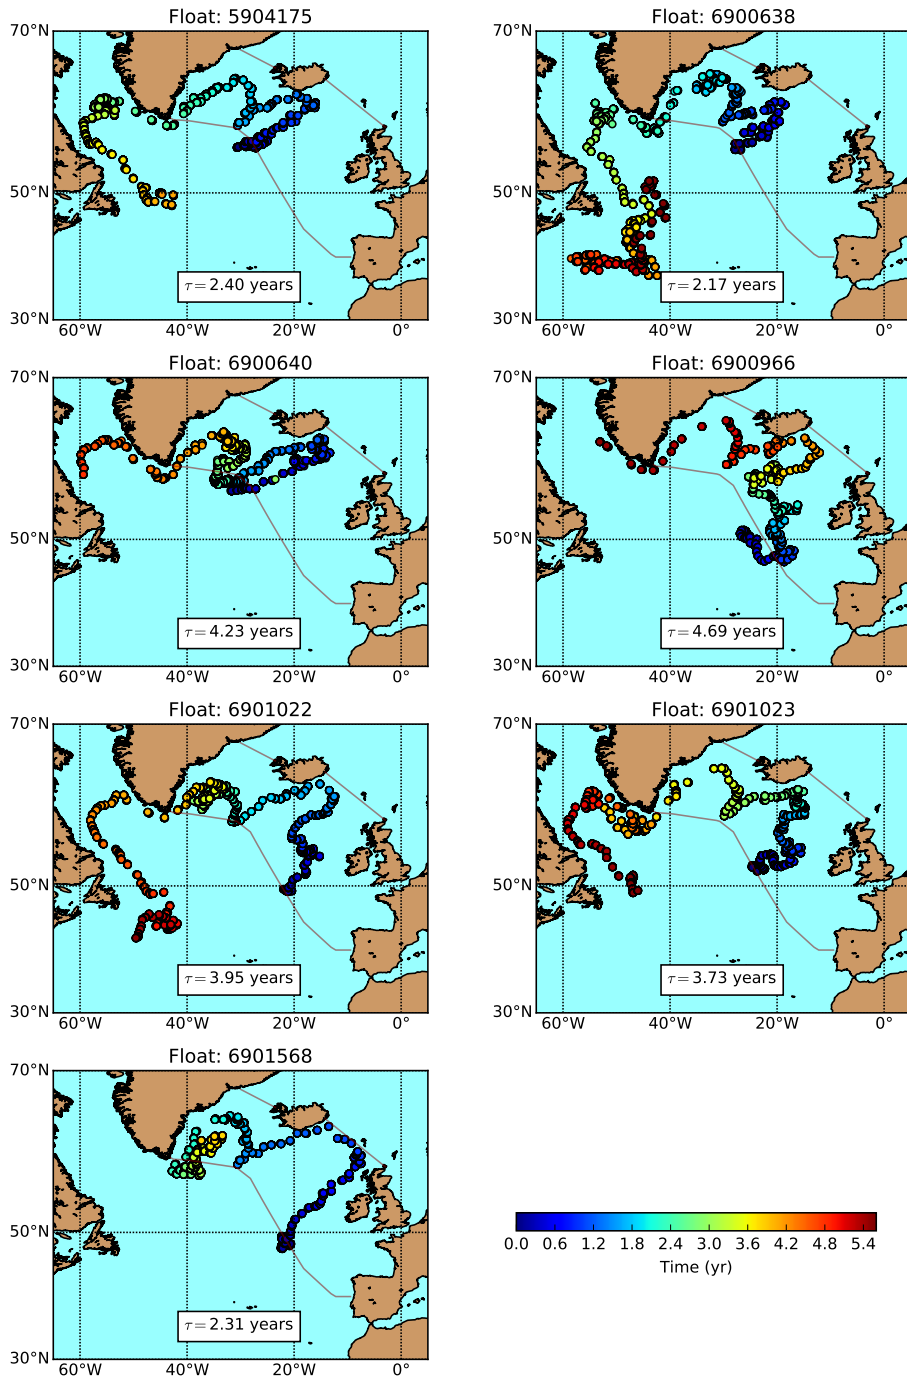 Float: 5904175
Float: 6900638
70°N
50°N
30°N
60°W 40°W 20°W 0°
τ = 2.40 years
70°N
50°N
30°N
60°W 40°W 20°W 0°
τ = 2.17 years
Float: 6900640
Float: 6900966
70°N
50°N
30°N
60°W 40°W 20°W 0°
τ = 4.23 years
70°N
50°N
30°N
60°W 40°W 20°W 0°
τ = 4.69 years
Float: 6901022
Float: 6901023
70°N
50°N
30°N
60°W 40°W 20°W 0°
τ = 3.95 years
70°N
50°N
30°N
60°W 40°W 20°W 0°
τ = 3.73 years
Float: 6901568
70°N
50°N
30°N
60°W 40°W 20°W 0°
τ = 2.31 years
0.0 0.6 1.2 1.8 2.4 3.0 3.6 4.2 4.8 5.4
Time (yr)